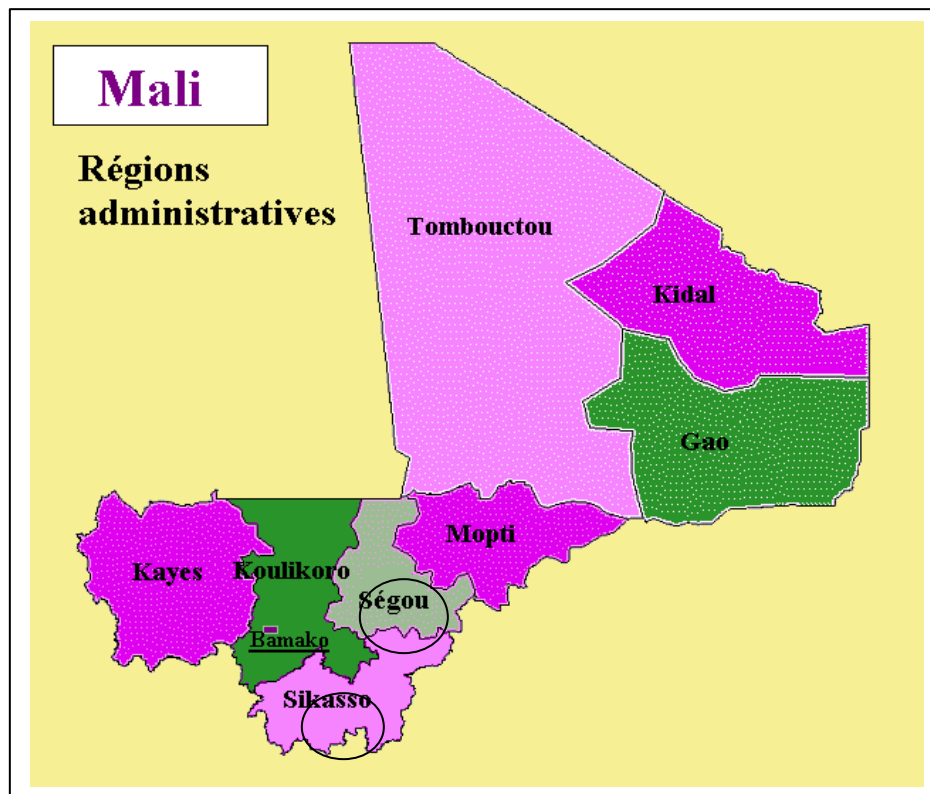 Mali
Régions
administratives
Tombouctou
Kidal
Gao
Mopti
Kayes
Koulikoro
Ségou
Bamako
Sikasso